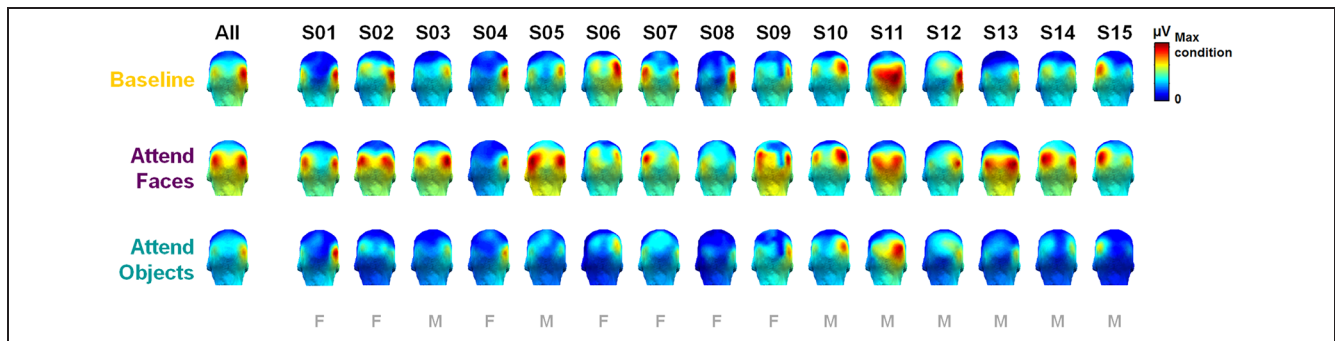 All S01 S02 S03 S04 S05 S06 S07 S08 S09 S10 S11 S12 S13 S14 S15 µV Max
condition
Baseline
0
Attend
Faces
Attend
Objects
F F M F M F F F F M M M M M M